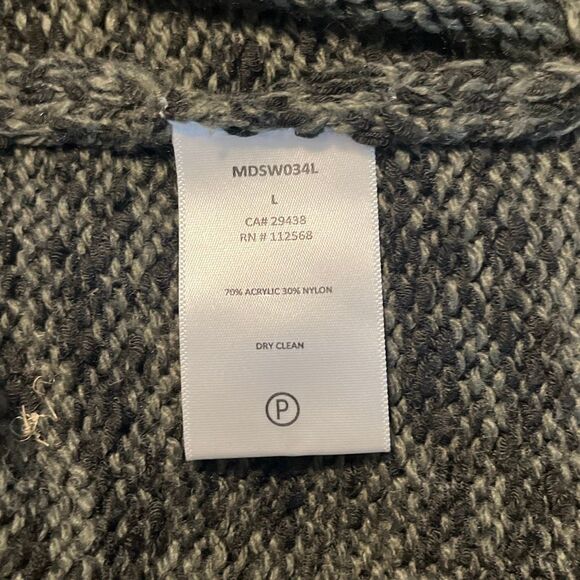 MDSW034L
L
CA# 29438
RN # 112568
70% ACRYLIC 30% NYLON
DRY CLEAN
P